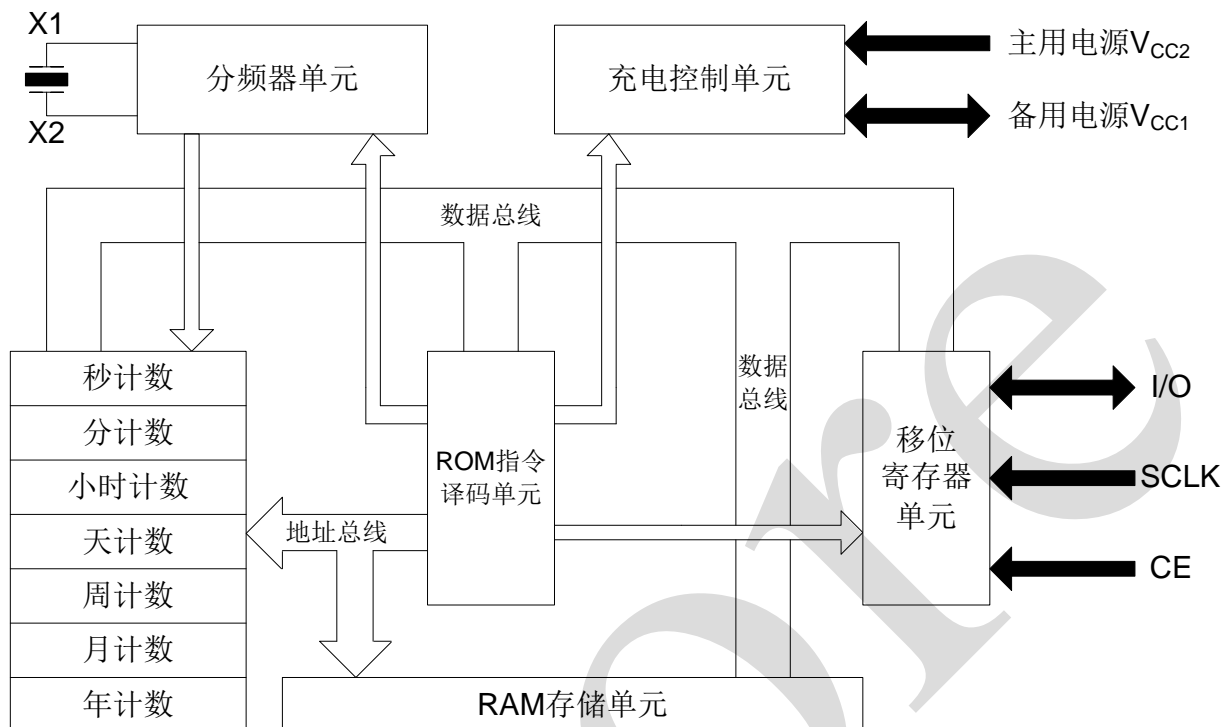 X1
X2
分频器单元
充电控制单元
主用电源VCC2
备用电源VCC1
数据总线
秒计数
分计数
小时计数
天计数
周计数
月计数
年计数
ROM指令
译码单元
地址总线
数据
总线
移位
寄存器
单元
I/O
SCLK
CE
RAM存储单元
ore